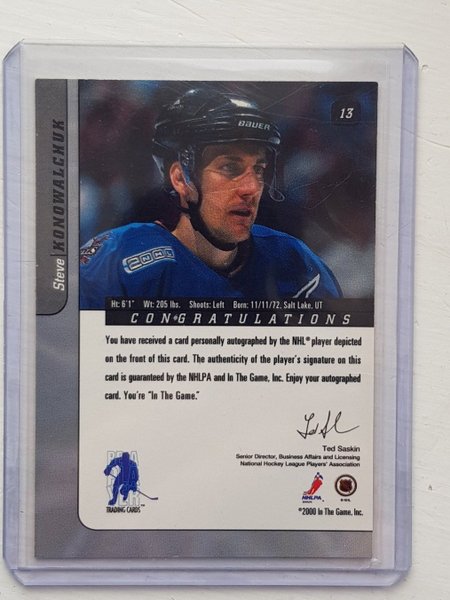 13
BAUER
Steve KONOWALCHUK
Ht: 6'1" Wt: 205 lbs. Shoots: Left Born: 11/11/72, Salt Lake, UT
CONGRATULATIONS
You have received a card personally autographed by the NHL® player depicted
on the front of this card. The authenticity of the player's signature on this
card is guaranteed by the NHLPA and In The Game, Inc. Enjoy your autographed
card. You're "In The Game."
Ted Saskin
Senior Director, Business Affairs and Licensing
National Hockey League Players' Association
TRADING CARDS™
NHLPA
©2000 In The Game, Inc.